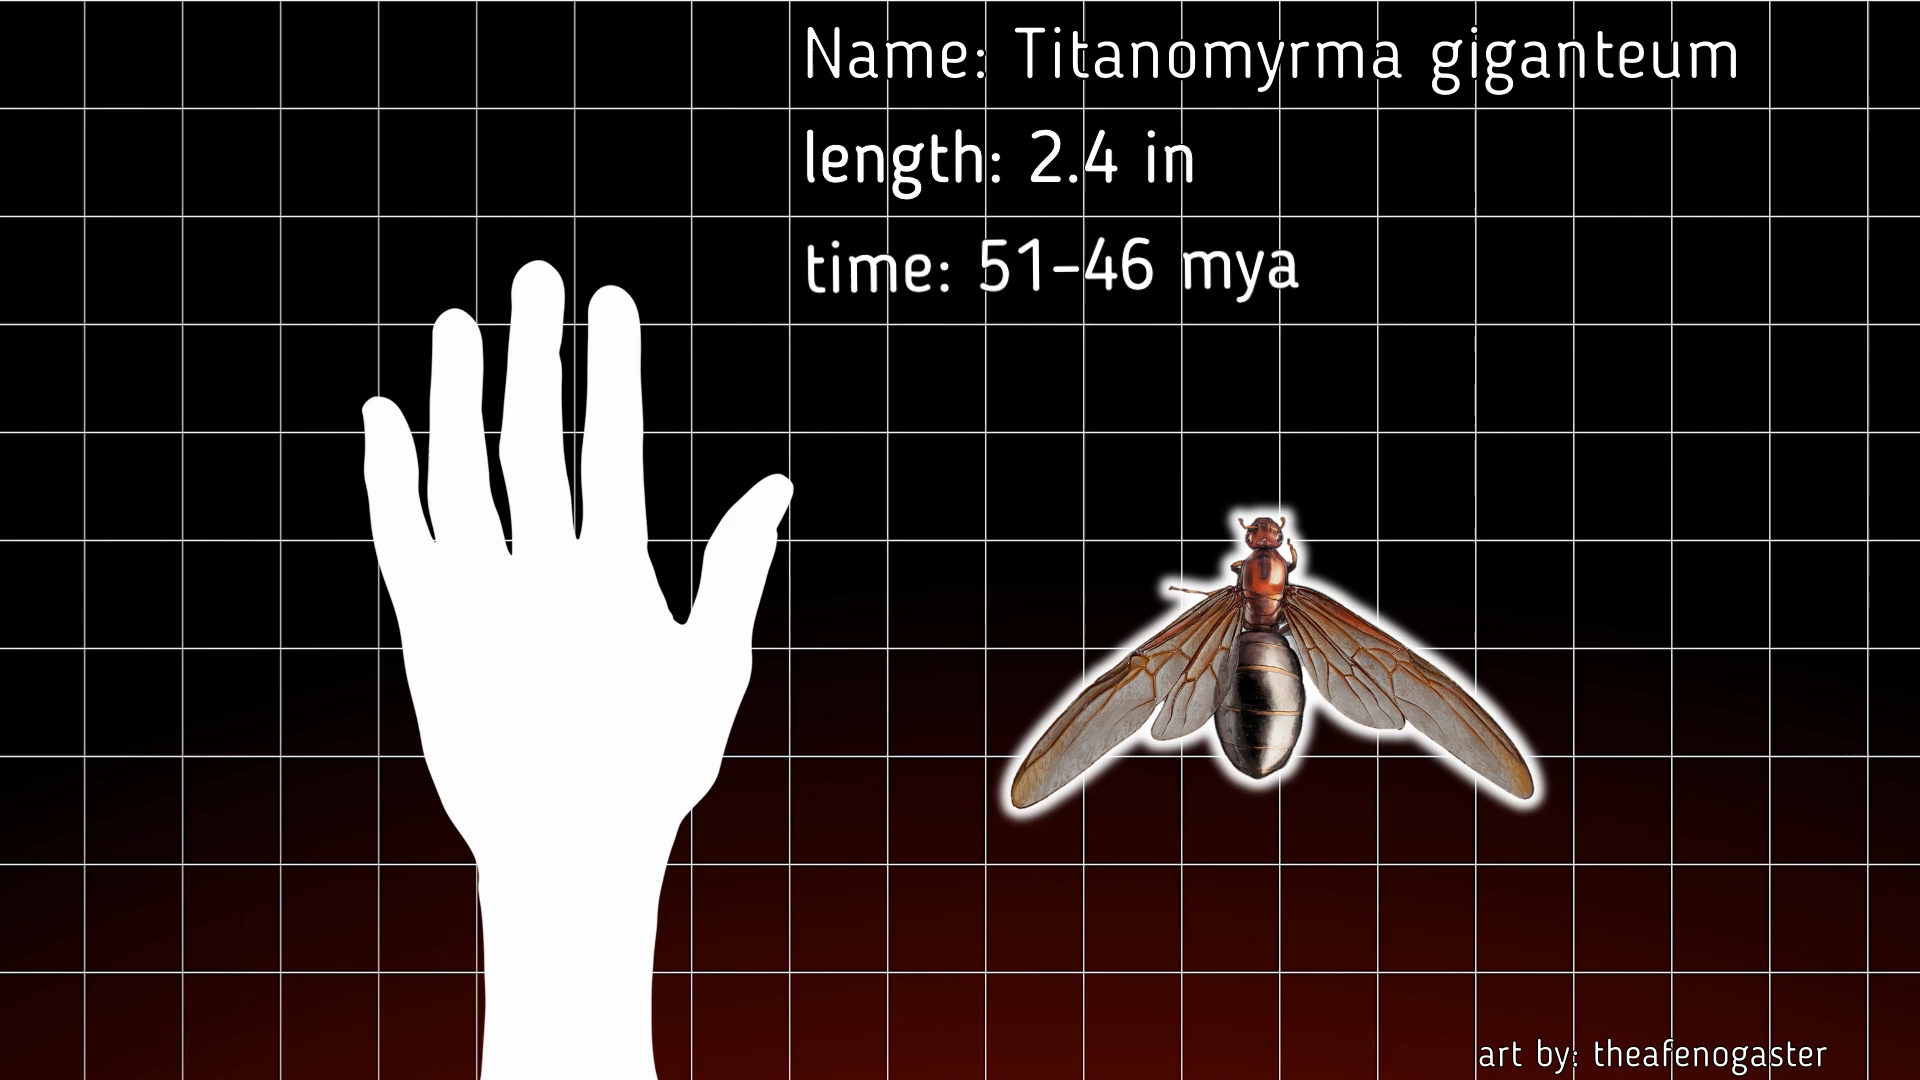 Name: Titanomyrma giganteum
length: 2.4 in
time: 51-46 mya
art by: theafenogaster